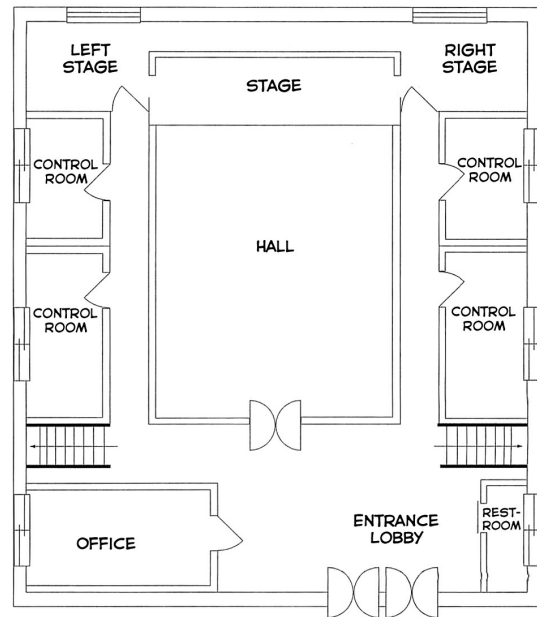 LEFT
STAGE
RIGHT
STAGE
STAGE
CONTROL
ROOM
CONTROL
ROOM
HALL
CONTROL
ROOM
CONTROL
ROOM
OFFICE
ENTRANCE
LOBBY
REST-
ROOM